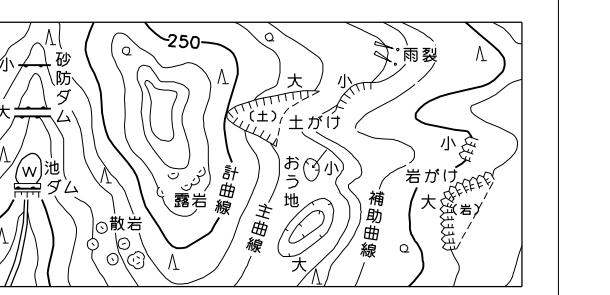 250
雨裂
小
砂防ダム
大
大
小
(土)
土がけ
小
池
ダム
W
おう地
小
岩がけ
大
(岩)
計曲線
露岩
主曲線
補助曲線
散岩
大